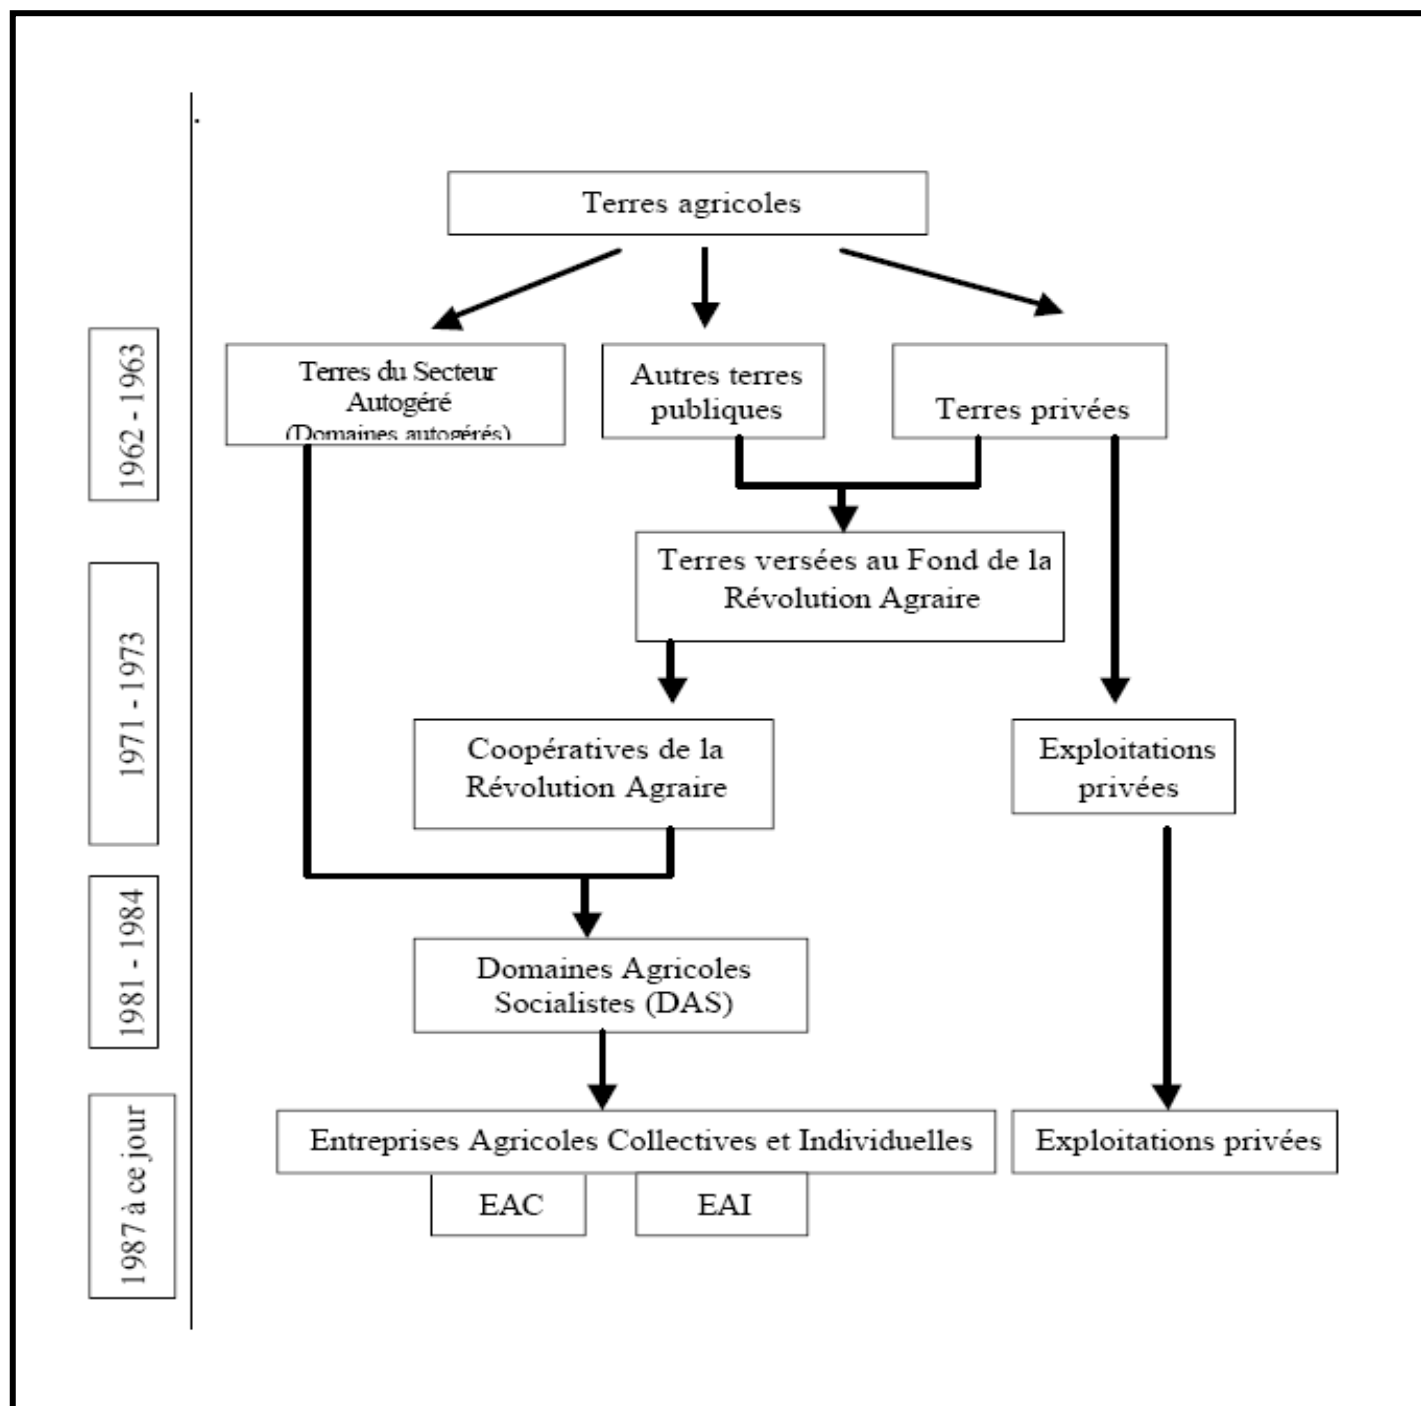 Terres agricoles
1962 - 1963
Terres du Secteur
Autogéré
(Domaines autogérés)
Autres terres
publiques
Terres privées
1971 - 1973
Terres versées au Fond de la
Révolution Agraire
Coopératives de la
Révolution Agraire
Exploitations
privées
1981 - 1984
Domaines Agricoles
Socialistes (DAS)
1987 à ce jour
Entreprises Agricoles Collectives et Individuelles
EAC
EAI
Exploitations privées